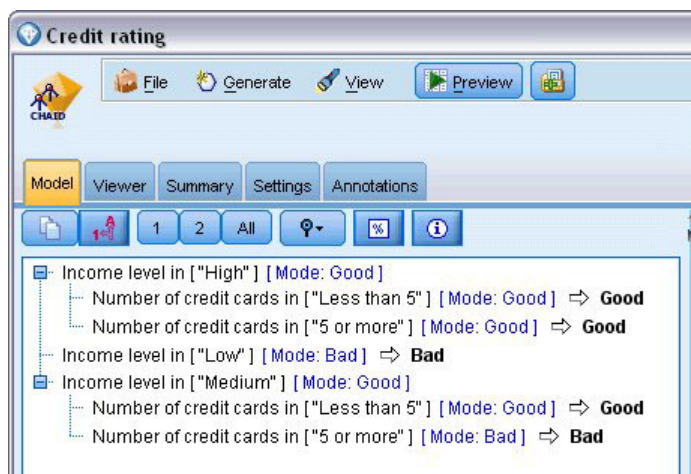 Credit rating
CHAID
File Generate View Preview
Model Viewer Summary Settings Annotations
1 A 1 2 All % i
Income level in ["High"] [Mode: Good]
Number of credit cards in ["Less than 5"] [Mode: Good] ⇨ Good
Number of credit cards in ["5 or more"] [Mode: Good] ⇨ Good
Income level in ["Low"] [Mode: Bad] ⇨ Bad
Income level in ["Medium"] [Mode: Good]
Number of credit cards in ["Less than 5"] [Mode: Good] ⇨ Good
Number of credit cards in ["5 or more"] [Mode: Bad] ⇨ Bad